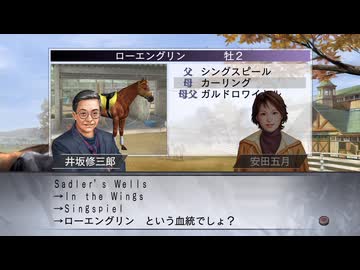 ローエングリン 牡2
父 シングスピール
母 カーリング
母父 ガルドロワイヤル
井坂修三郎
安田五月
Sadler's Wells
→In the Wings
→Singspiel
→ローエングリン という血統でしょ？